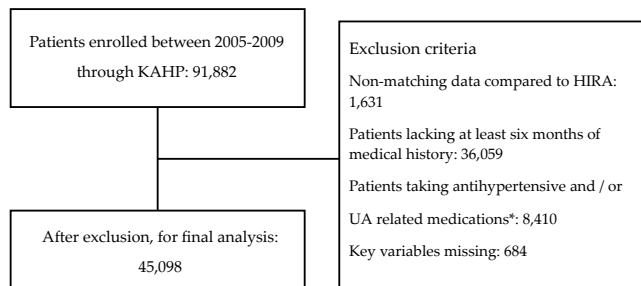 Patients enrolled between 2005-2009
through KAHP: 91,882
Exclusion criteria
Non-matching data compared to HIRA:
1,631
Patients lacking at least six months of
medical history: 36,059
Patients taking antihypertensive and / or
UA related medications*: 8,410
Key variables missing: 684
After exclusion, for final analysis:
45,098